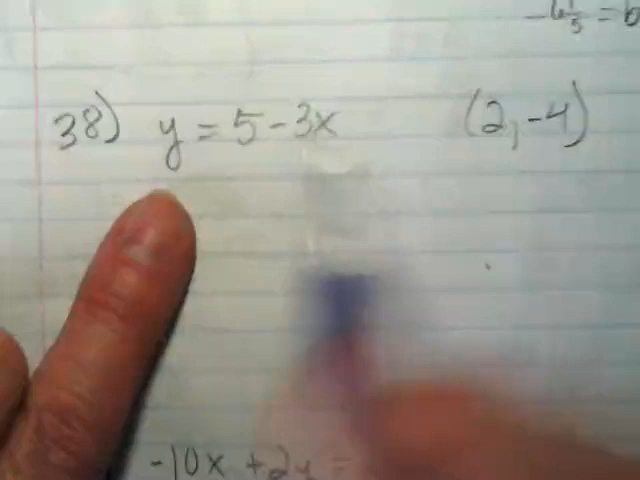 38) y = 5 - 3x (2, -4)
-10x + 2y =